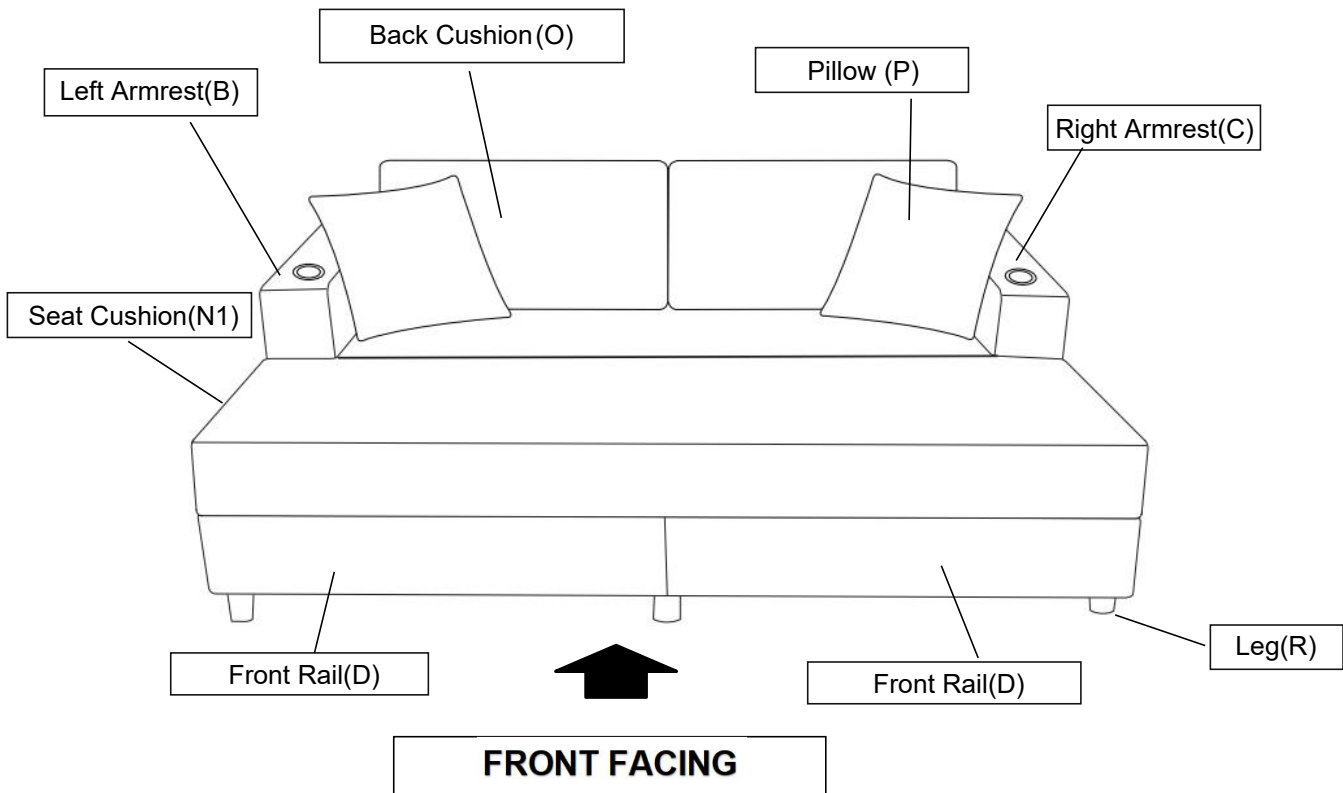 Back Cushion(O)
Pillow (P)
Left Armrest(B)
Right Armrest(C)
Seat Cushion(N1)
Leg(R)
Front Rail(D)
Front Rail(D)
FRONT FACING